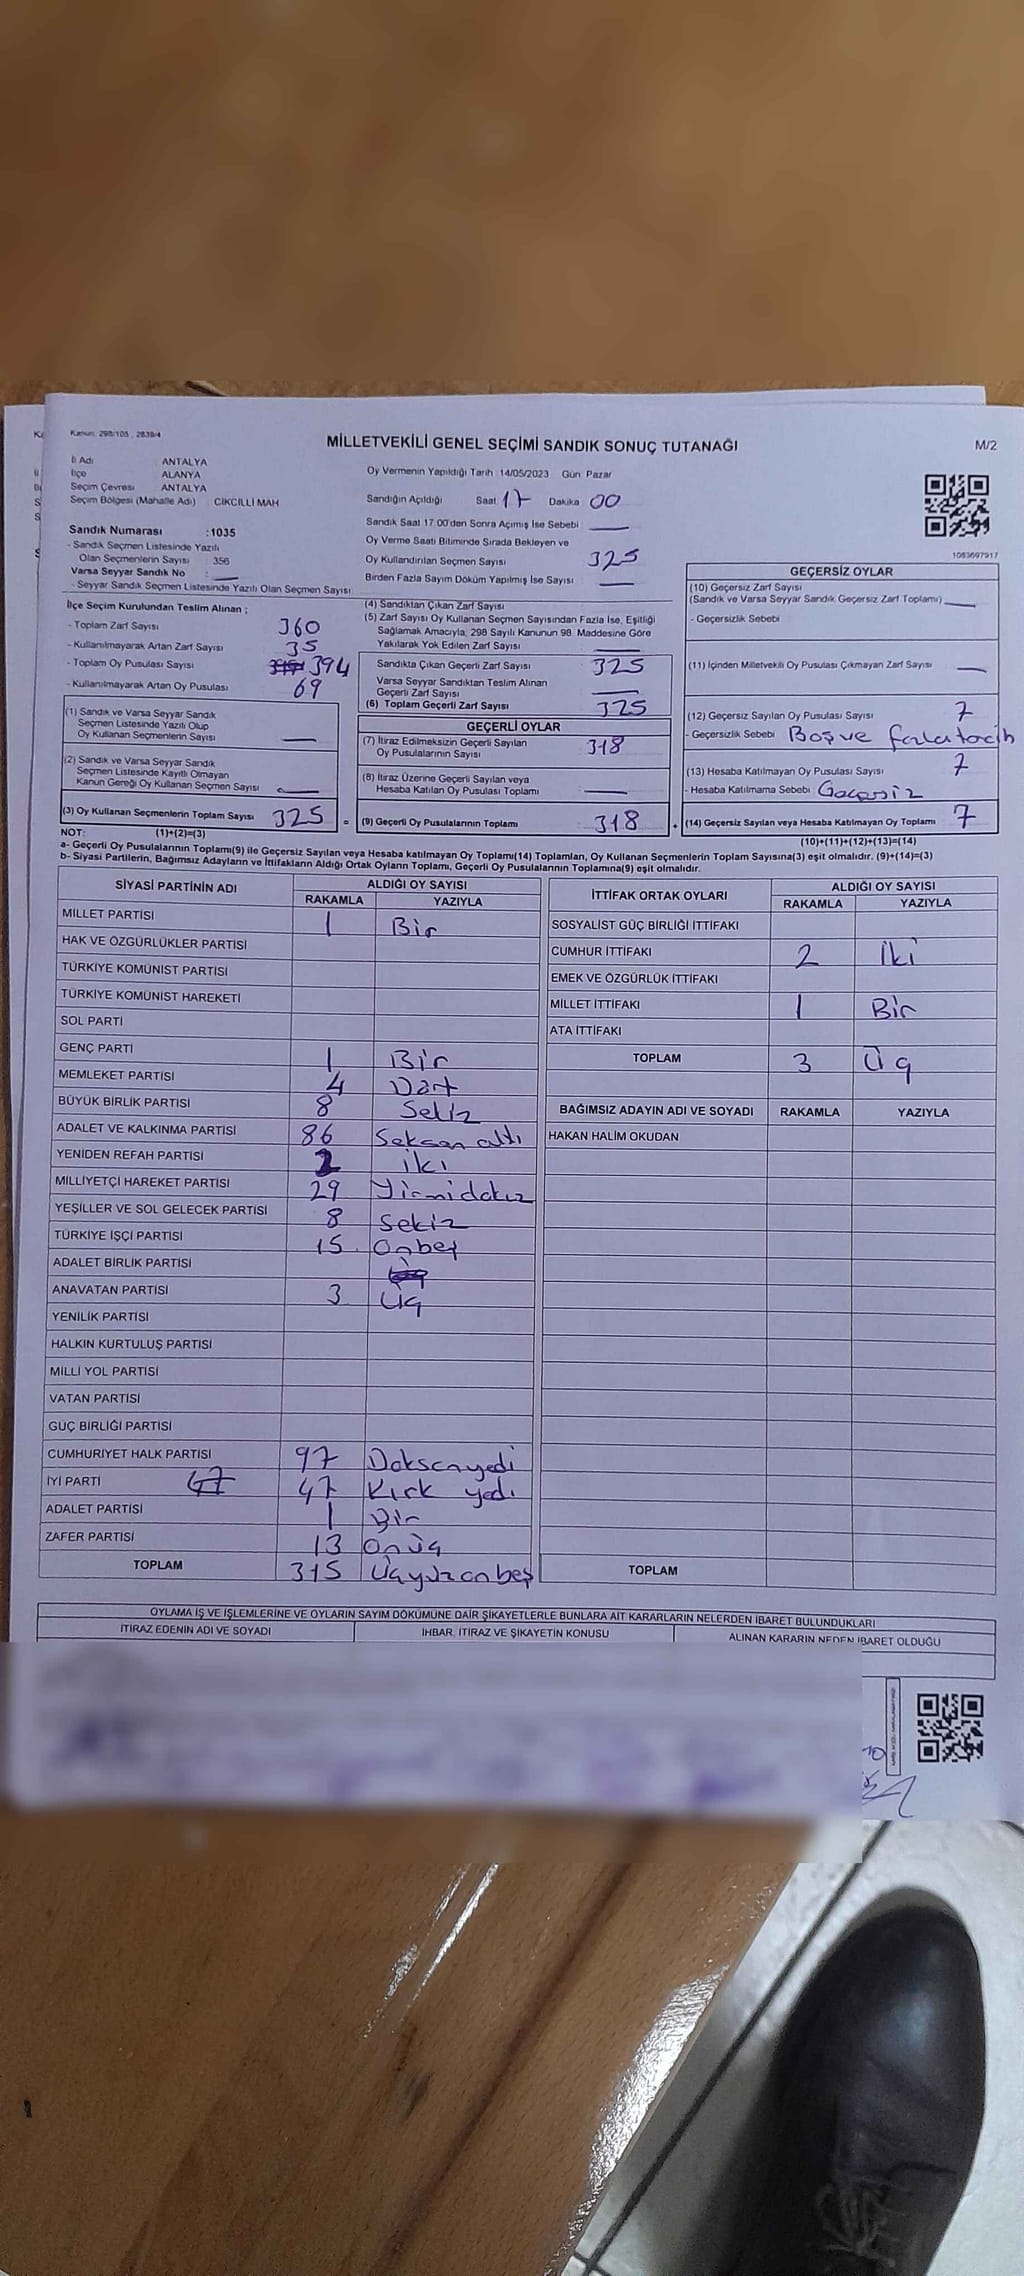 Kanun: 298/105 , 2839/4
MİLLETVEKİLİ GENEL SEÇİMİ SANDIK SONUÇ TUTANAĞI
M/2
İl Adı : ANTALYA
İlçe : ALANYA
Seçim Çevresi : ANTALYA
Seçim Bölgesi (Mahalle Adı) : CİKCİLLİ MAH
Sandık Numarası :1035
- Sandık Seçmen Listesinde Yazılı
Olan Seçmenlerin Sayısı : 356
Varsa Seyyar Sandık No :
- Seyyar Sandık Seçmen Listesinde Yazılı Olan Seçmen Sayısı
Oy Vermenin Yapıldığı Tarih :14/05/2023 Gün: Pazar
Sandığın Açıldığı Saat 17 Dakika 00
Sandık Saat 17.00'den Sonra Açımış İse Sebebi
Oy Verme Saati Bitiminde Sırada Bekleyen ve
Oy Kullandırılan Seçmen Sayısı 325
Birden Fazla Sayım Döküm Yapılmış İse Sayısı
1083697917
İlçe Seçim Kurulundan Teslim Alınan ;
- Toplam Zarf Sayısı 360
- Kullanılmayarak Artan Zarf Sayısı 35
- Toplam Oy Pusulası Sayısı 394
- Kullanılmayarak Artan Oy Pusulası 69
(4) Sandıktan Çıkan Zarf Sayısı
(5) Zarf Sayısı Oy Kullanan Seçmen Sayısından Fazla İse, Eşitliği
Sağlamak Amacıyla, 298 Sayılı Kanunun 98. Maddesine Göre
Yakılarak Yok Edilen Zarf Sayısı
Sandıkta Çıkan Geçerli Zarf Sayısı 325
Varsa Seyyar Sandıktan Teslim Alınan
Geçerli Zarf Sayısı
(6) Toplam Geçerli Zarf Sayısı 325
GEÇERSİZ OYLAR
(10) Geçersiz Zarf Sayısı
(Sandık ve Varsa Seyyar Sandık Geçersiz Zarf Toplamı)
- Geçersizlik Sebebi
(11) İçinden Milletvekili Oy Pusulası Çıkmayan Zarf Sayısı
(12) Geçersiz Sayılan Oy Pusulası Sayısı 7
- Geçersizlik Sebebi Boş ve fazla tercih
(13) Hesaba Katılmayan Oy Pusulası Sayısı 7
- Hesaba Katılmama Sebebi Geçersiz
(14) Geçersiz Sayılan veya Hesaba Katılmayan Oy Toplamı 7
(10)+(11)+(12)+(13)=(14)
(1) Sandık ve Varsa Seyyar Sandık
Seçmen Listesinde Yazılı Olup
Oy Kullanan Seçmenlerin Sayısı
(2) Sandık ve Varsa Seyyar Sandık
Seçmen Listesinde Kayıtlı Olmayan
Kanun Gereği Oy Kullanan Seçmen Sayısı
(3) Oy Kullanan Seçmenlerin Toplam Sayısı 325 =
GEÇERLİ OYLAR
(7) İtiraz Edilmeksizin Geçerli Sayılan
Oy Pusulalarının Sayısı 318
(8) İtiraz Üzerine Geçerli Sayılan veya
Hesaba Katılan Oy Pusulası Toplamı
(9) Geçerli Oy Pusulalarının Toplamı 318 +
NOT: (1)+(2)=(3)
a- Geçerli Oy Pusulalarının Toplamı(9) ile Geçersiz Sayılan veya Hesaba katılmayan Oy Toplamı(14) Toplamları, Oy Kullanan Seçmenlerin Toplam Sayısına(3) eşit olmalıdır. (9)+(14)=(3)
b- Siyasi Partilerin, Bağımsız Adayların ve İttifakların Aldığı Ortak Oyların Toplamı, Geçerli Oy Pusulalarının Toplamına(9) eşit olmalıdır.
SİYASİ PARTİNİN ADI ALDIĞI OY SAYISI
RAKAMLA YAZIYLA
MİLLET PARTİSİ 1 Bir
HAK VE ÖZGÜRLÜKLER PARTİSİ
TÜRKİYE KOMÜNİST PARTİSİ
TÜRKİYE KOMÜNİST HAREKETİ
SOL PARTİ
GENÇ PARTİ 1 Bir
MEMLEKET PARTİSİ 4 Dört
BÜYÜK BİRLİK PARTİSİ 8 Sekiz
ADALET VE KALKINMA PARTİSİ 86 Seksen altı
YENİDEN REFAH PARTİSİ 2 iki
MİLLİYETÇİ HAREKET PARTİSİ 29 Yirmidokuz
YEŞİLLER VE SOL GELECEK PARTİSİ 8 Sekiz
TÜRKİYE İŞÇİ PARTİSİ 15 Onbeş
ADALET BİRLİK PARTİSİ
ANAVATAN PARTİSİ 3 Üç
YENİLİK PARTİSİ
HALKIN KURTULUŞ PARTİSİ
MİLLİ YOL PARTİSİ
VATAN PARTİSİ
GÜÇ BİRLİĞİ PARTİSİ
CUMHURİYET HALK PARTİSİ 97 Doksanyedi
İYİ PARTİ 47 47 Kırk yedi
ADALET PARTİSİ 1 Bir
ZAFER PARTİSİ 13 Onüç
TOPLAM 315 Üçyüzonbeş
İTTİFAK ORTAK OYLARI ALDIĞI OY SAYISI
RAKAMLA YAZIYLA
SOSYALİST GÜÇ BİRLİĞİ İTTİFAKI
CUMHUR İTTİFAKI 2 İki
EMEK VE ÖZGÜRLÜK İTTİFAKI
MİLLET İTTİFAKI 1 Bir
ATA İTTİFAKI
TOPLAM 3 Üç
BAĞIMSIZ ADAYIN ADI VE SOYADI RAKAMLA YAZIYLA
HAKAN HALİM OKUDAN
TOPLAM
OYLAMA İŞ VE İŞLEMLERİNE VE OYLARIN SAYIM DÖKÜMÜNE DAİR ŞİKAYETLERLE BUNLARA AİT KARARLARIN NELERDEN İBARET BULUNDUKLARI
İTİRAZ EDENİN ADI VE SOYADI İHBAR, İTİRAZ VE ŞİKAYETİN KONUSU ALINAN KARARIN NEDEN İBARET OLDUĞU